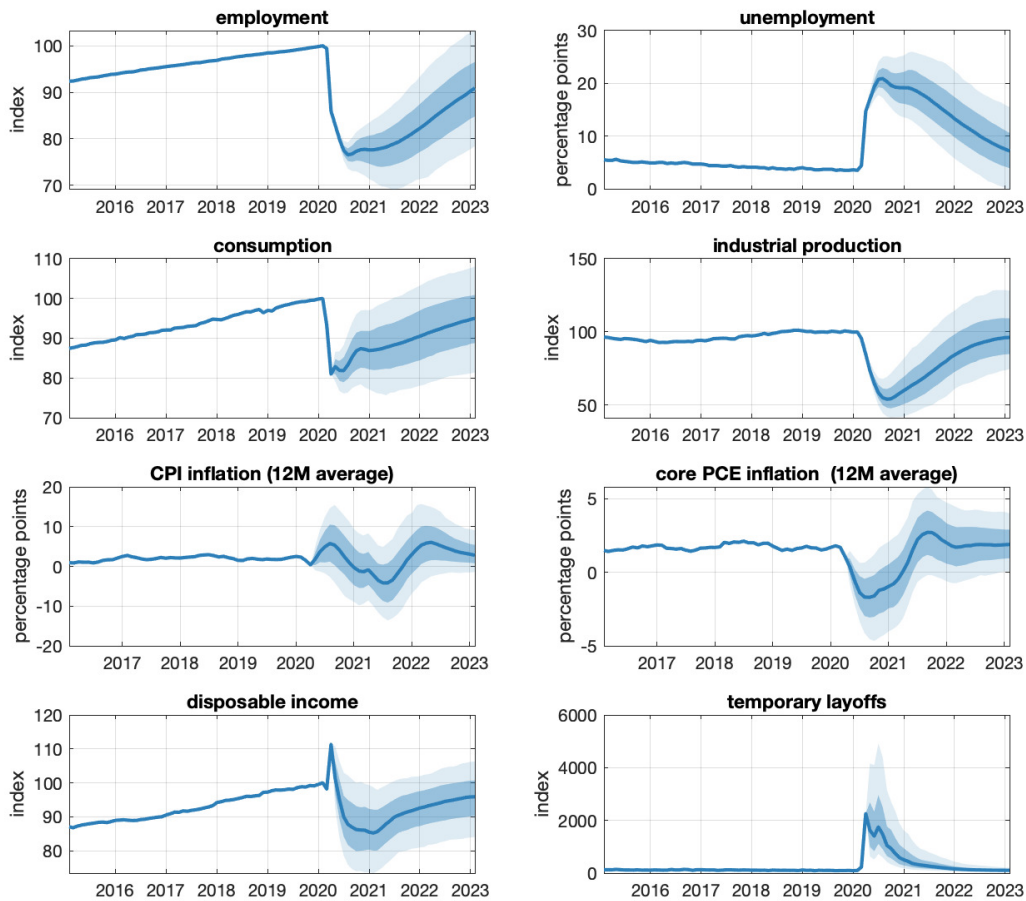 employment
index
100
90
80
70
2016 2017 2018 2019 2020 2021 2022 2023
unemployment
percentage points
30
20
10
0
2016 2017 2018 2019 2020 2021 2022 2023
consumption
index
110
100
90
80
70
2016 2017 2018 2019 2020 2021 2022 2023
industrial production
index
150
100
50
2016 2017 2018 2019 2020 2021 2022 2023
CPI inflation (12M average)
percentage points
20
10
0
-10
-20
2017 2018 2019 2020 2021 2022 2023
core PCE inflation (12M average)
percentage points
5
0
-5
2017 2018 2019 2020 2021 2022 2023
disposable income
index
120
110
100
90
80
2016 2017 2018 2019 2020 2021 2022 2023
temporary layoffs
index
6000
4000
2000
0
2016 2017 2018 2019 2020 2021 2022 2023